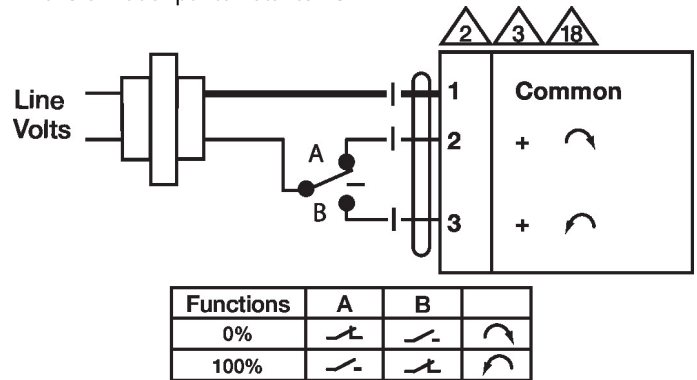 2 3 18
Line
Volts
1 Common
A
2 +
B
3 +
Functions A B
0%
100%